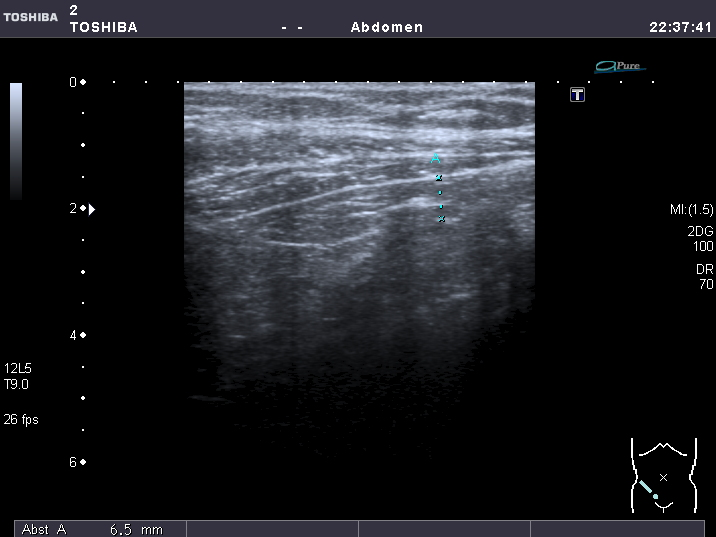 TOSHIBA
2
TOSHIBA - - Abdomen 22:37:41
aPure
T
0
A
2
4
6
MI:(1.5)
2DG
100
DR
70
12L5
T9.0
26 fps
Abst A 6.5 mm